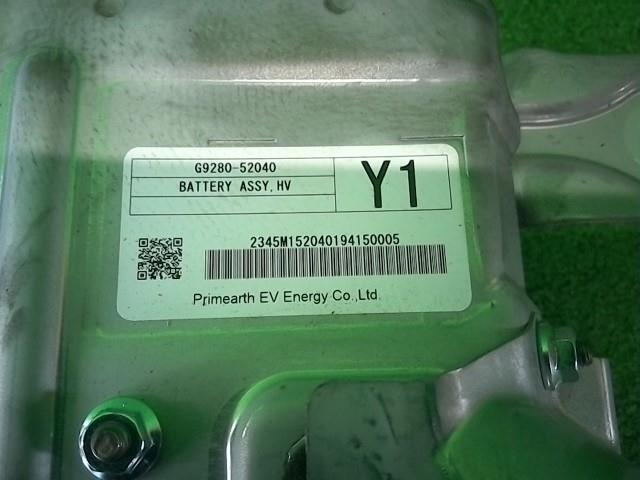 G9280-52040
BATTERY ASSY, HV
Y1
2345M152040194150005
Primearth EV Energy Co.,Ltd.